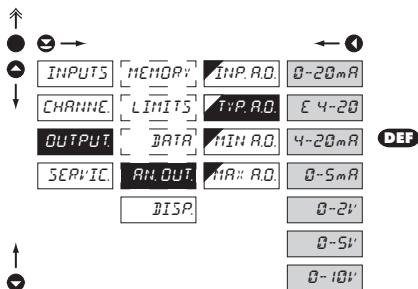 INPUTS MEMORY INP. A.O. 0-20mA
CHANNE. LIMITS TYP. A.O. E 4-20
OUTPUT. DATA MIN A.O. 4-20mA DEF
SERVIC. AN. OUT. MAX A.O. 0-5mA
DISP. 0-2V
0-5V
0-10V